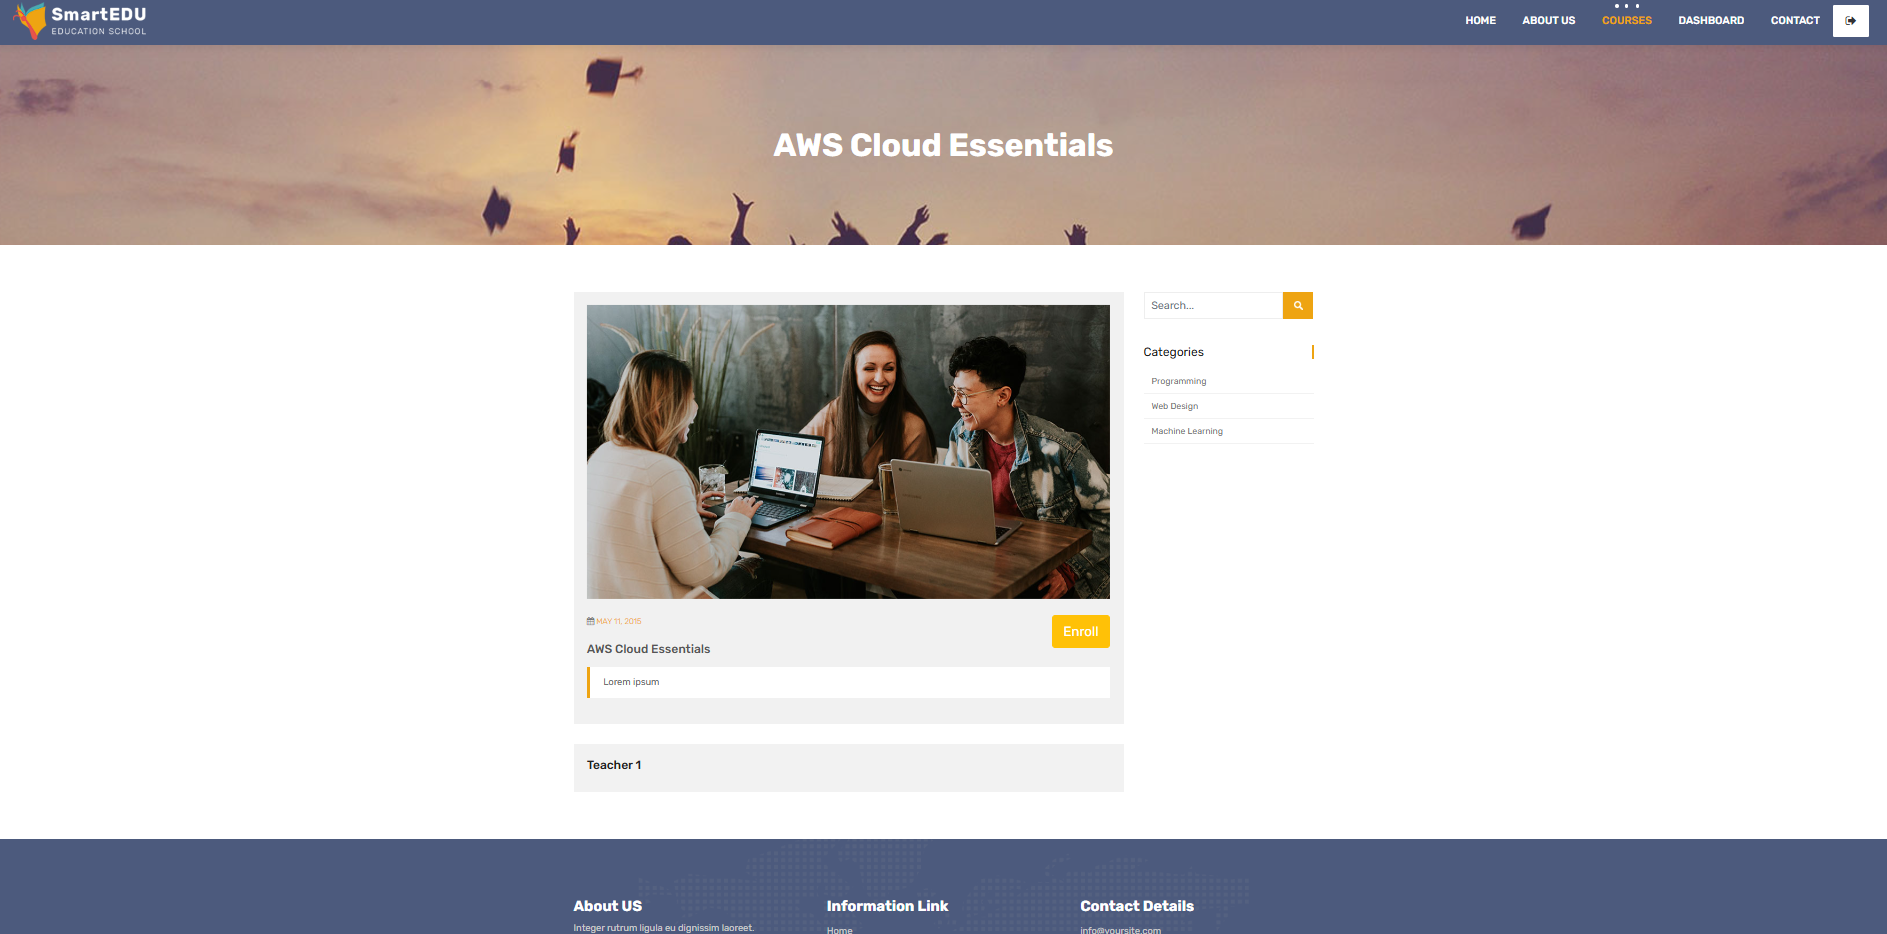 SmartEDU
EDUCATION SCHOOL
HOME
ABOUT US
COURSES
DASHBOARD
CONTACT
AWS Cloud Essentials
Search...
Categories
Programming
Web Design
Machine Learning
MAY 11, 2015
Enroll
AWS Cloud Essentials
Lorem ipsum
Teacher 1
About US
Information Link
Contact Details
Integer rutrum ligula eu dignissim laoreet.
Home
info@yoursite.com